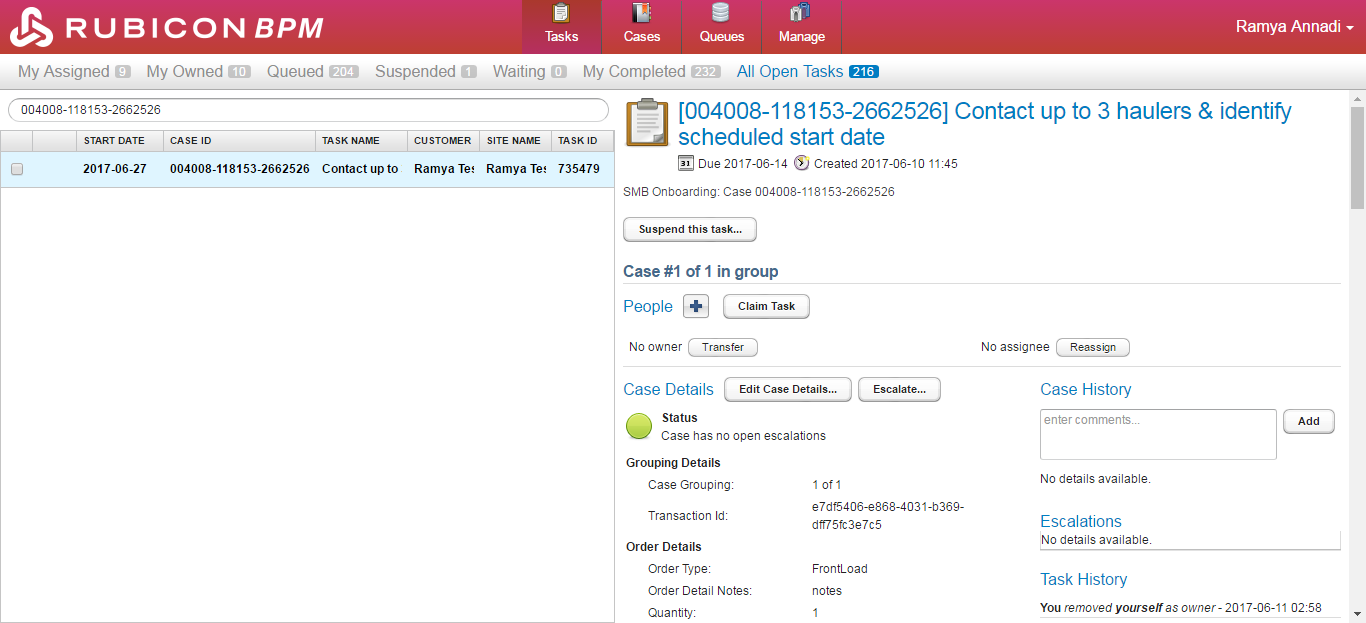 RUBICON BPM
Tasks
Cases
Queues
Manage
Ramya Annadi
My Assigned 9
My Owned 10
Queued 204
Suspended 1
Waiting 0
My Completed 232
All Open Tasks 216
004008-118153-2662526
START DATE CASE ID TASK NAME CUSTOMER SITE NAME TASK ID
2017-06-27 004008-118153-2662526 Contact up to Ramya Tes Ramya Tes 735479
[004008-118153-2662526] Contact up to 3 haulers & identify
scheduled start date
31 Due 2017-06-14 Created 2017-06-10 11:45
SMB Onboarding: Case 004008-118153-2662526
Suspend this task...
Case #1 of 1 in group
People
Claim Task
No owner Transfer
No assignee Reassign
Case Details Edit Case Details... Escalate...
Status
Case has no open escalations
Grouping Details
Case Grouping: 1 of 1
Transaction Id: e7df5406-e868-4031-b369-
dff75fc3e7c5
Order Details
Order Type: FrontLoad
Order Detail Notes: notes
Quantity: 1
Case History
enter comments...
Add
No details available.
Escalations
No details available.
Task History
You removed yourself as owner - 2017-06-11 02:58